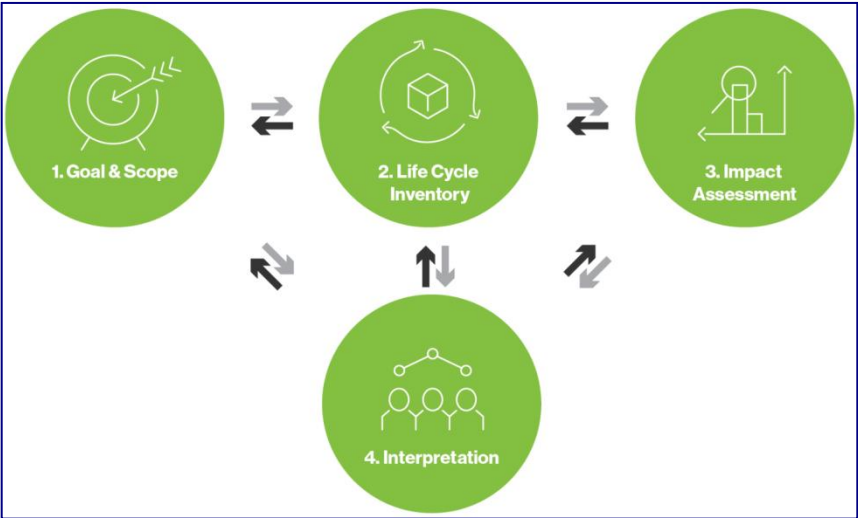 1. Goal & Scope
2. Life Cycle
Inventory
3. Impact
Assessment
4. Interpretation